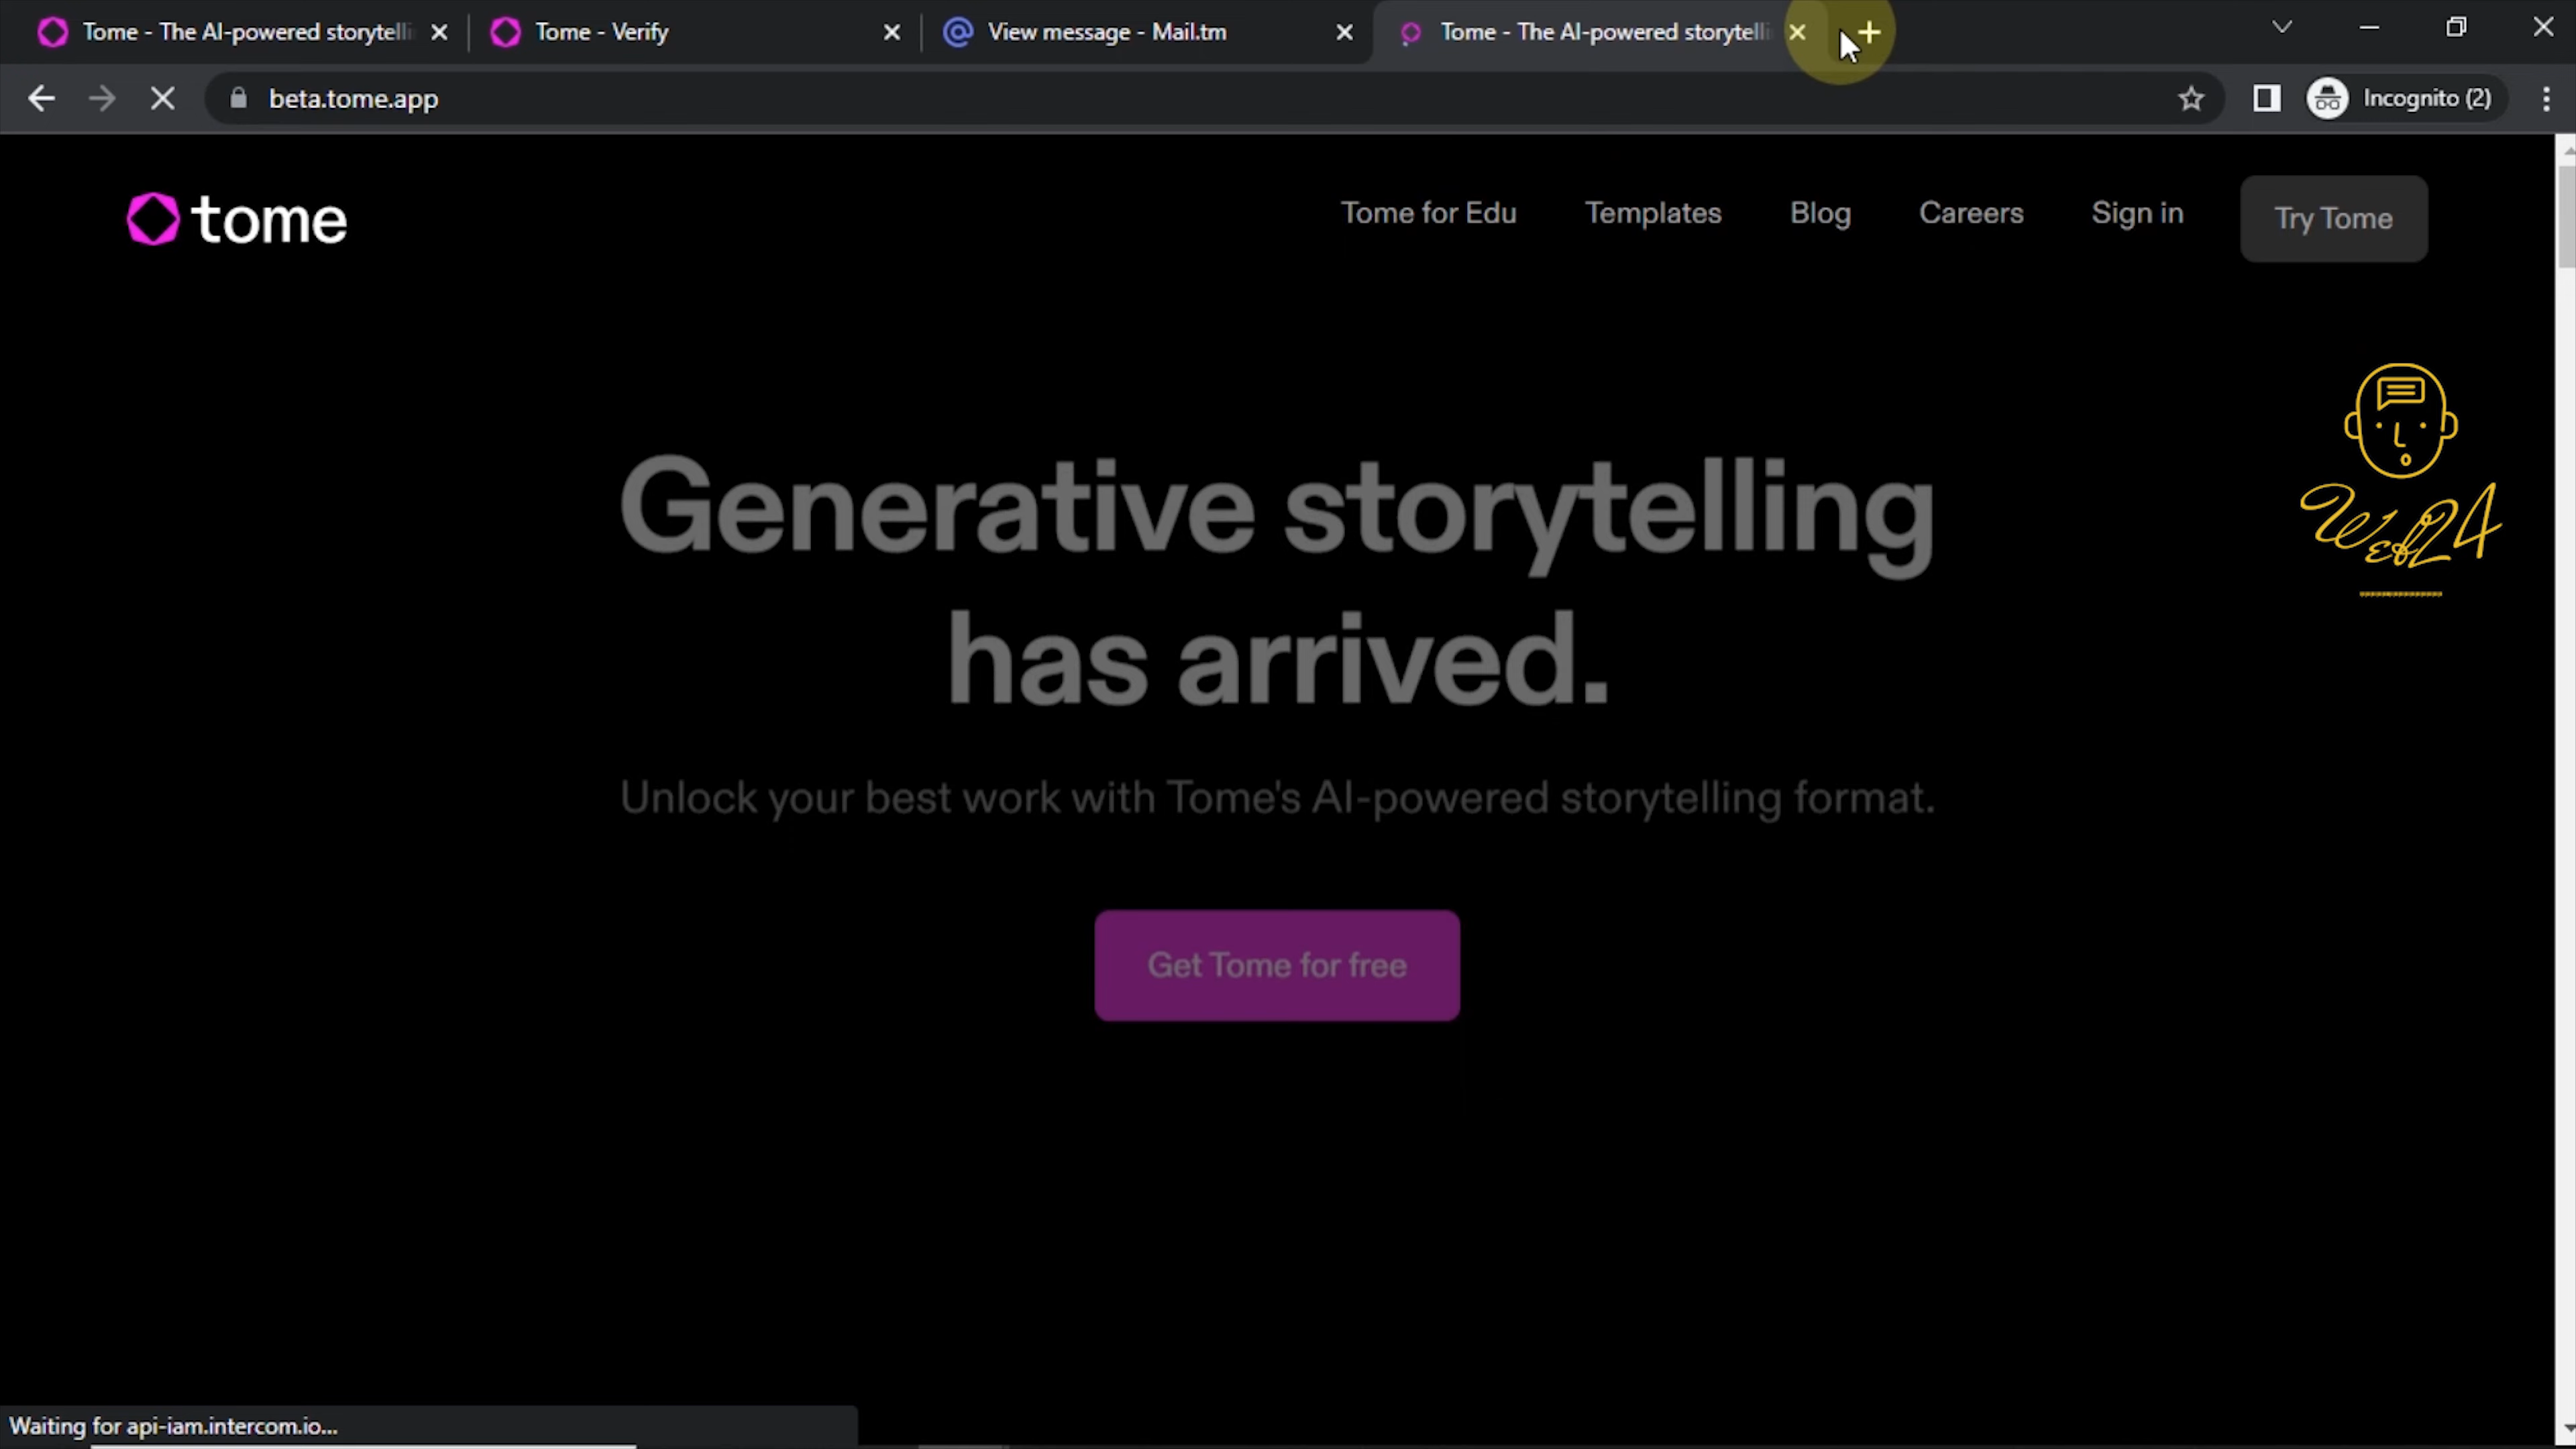 Tome - The AI-powered storytelli
Tome - Verify
View message - Mail.tm
Tome - The AI-powered storytelli
beta.tome.app
Incognito (2)
tome
Tome for Edu
Templates
Blog
Careers
Sign in
Try Tome
Generative storytelling
has arrived.
Web24
Unlock your best work with Tome's AI-powered storytelling format.
Get Tome for free
Waiting for api-iam.intercom.io...